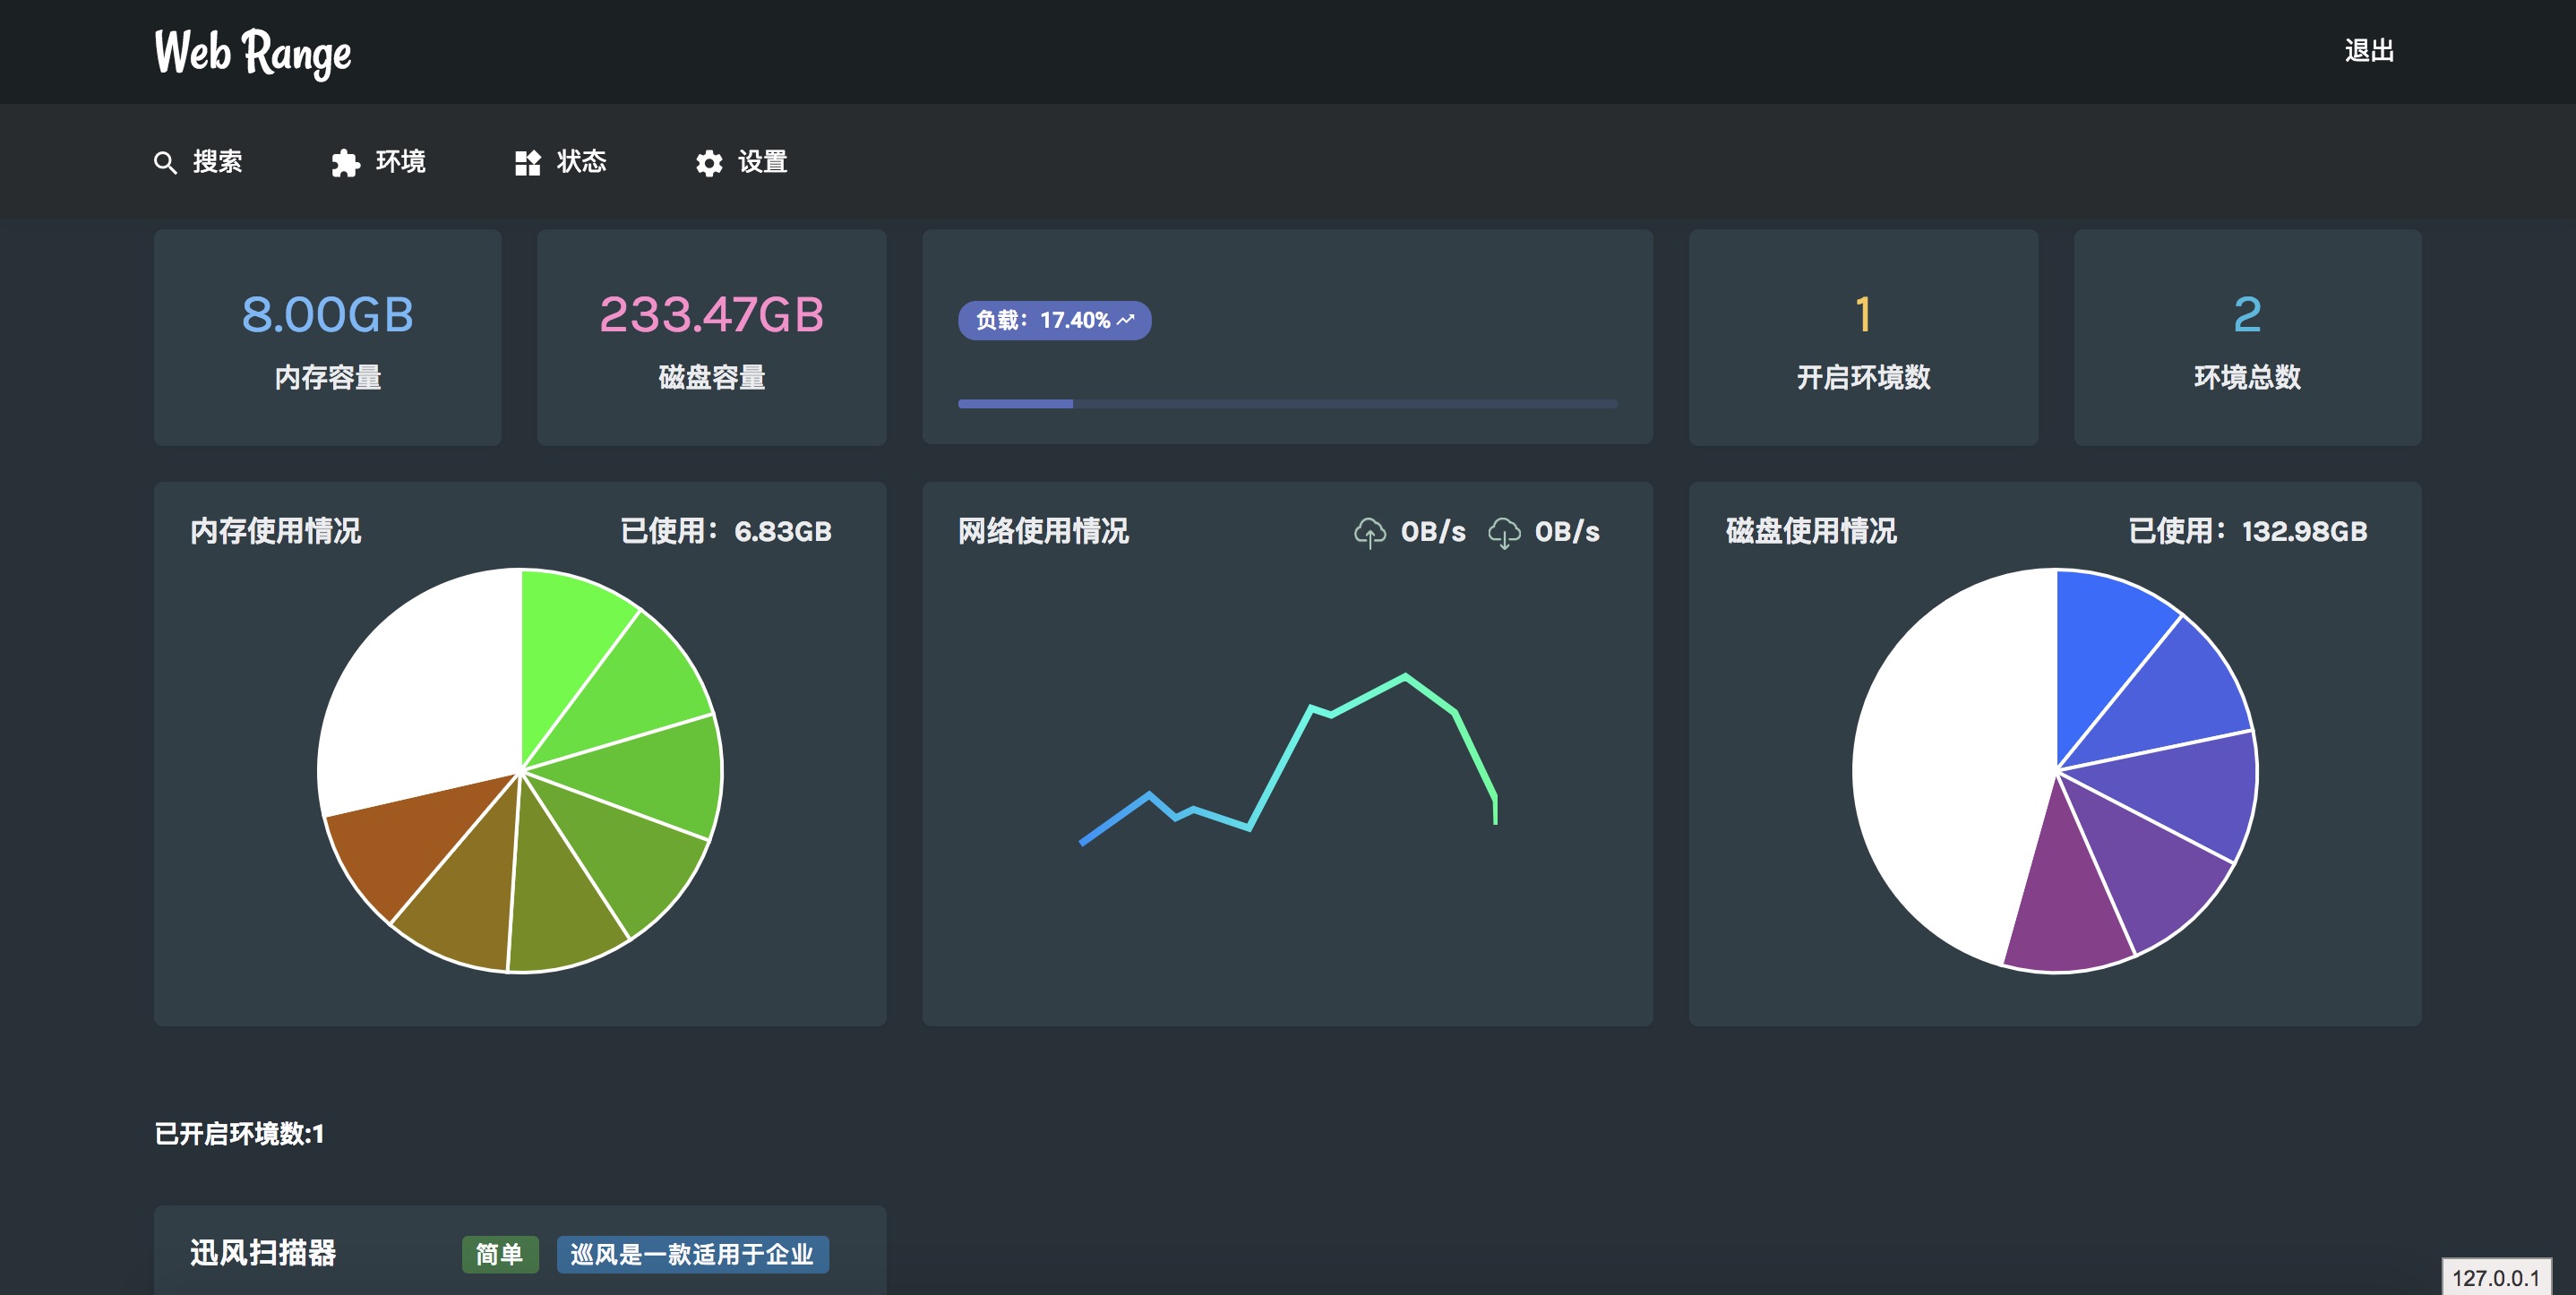 Web Range
退出
搜索
环境
状态
设置
8.00GB
内存容量
233.47GB
磁盘容量
负载：17.40%
1
开启环境数
2
环境总数
内存使用情况
已使用：6.83GB
网络使用情况
0B/s
0B/s
磁盘使用情况
已使用：132.98GB
已开启环境数:1
迅风扫描器
简单
巡风是一款适用于企业
127.0.0.1